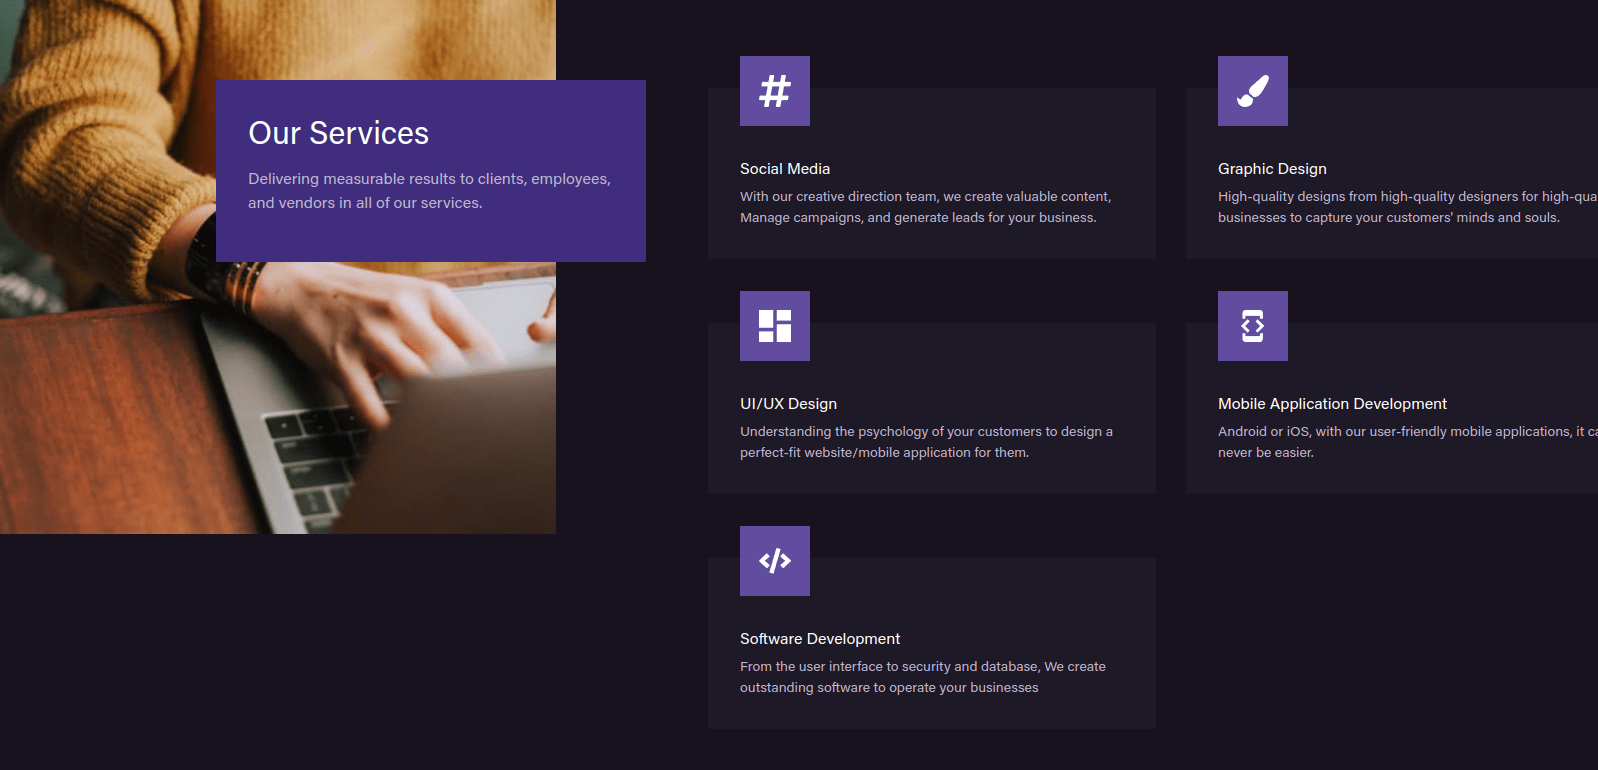 Our Services
Delivering measurable results to clients, employees,
and vendors in all of our services.
#
Social Media
With our creative direction team, we create valuable content,
Manage campaigns, and generate leads for your business.
Graphic Design
High-quality designs from high-quality designers for
businesses to capture your customers' minds and souls.
UI/UX Design
Understanding the psychology of your customers to design a
perfect-fit website/mobile application for them.
Mobile Application Development
Android or iOS, with our user-friendly mobile applications, it
never be easier.
</>
Software Development
From the user interface to security and database, We create
outstanding software to operate your businesses